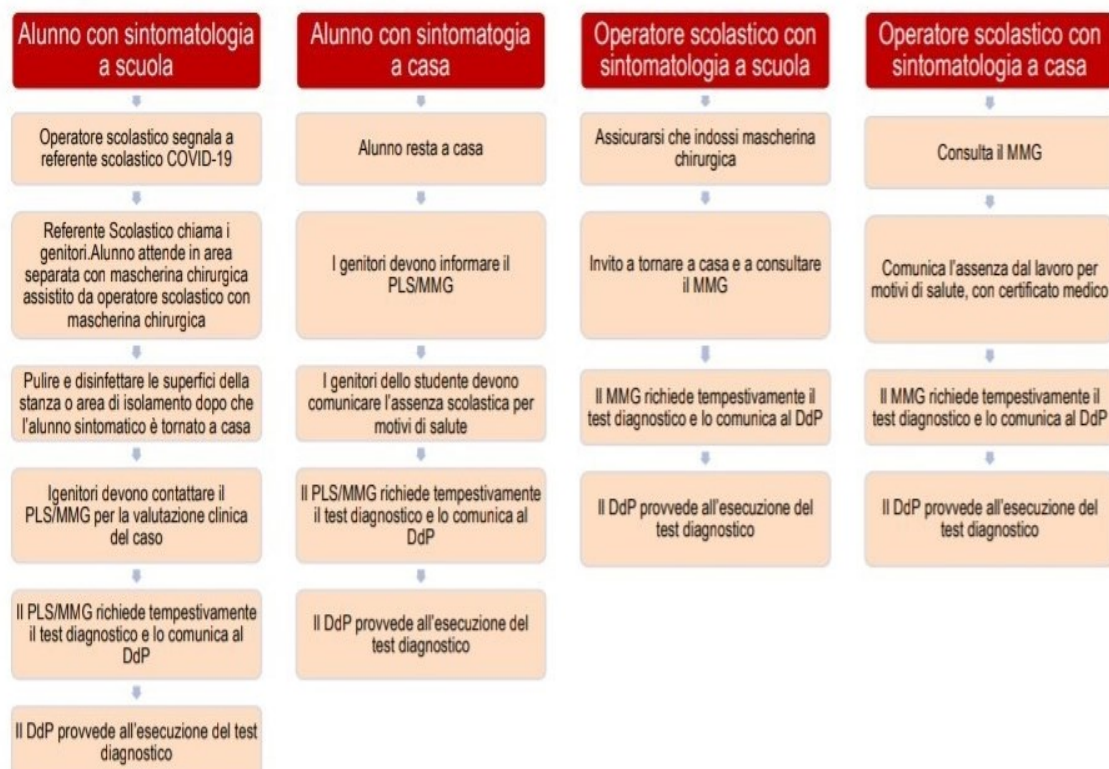 Alunno con sintomatologia
a scuola
Operatore scolastico segnala a
referente scolastico COVID-19
Referente Scolastico chiama i
genitori.Alunno attende in area
separata con mascherina chirurgica
assistito da operatore scolastico con
mascherina chirurgica
Pulire e disinfettare le superfici della
stanza o area di isolamento dopo che
l'alunno sintomatico è tornato a casa
Igenitori devono contattare il
PLS/MMG per la valutazione clinica
del caso
Il PLS/MMG richiede tempestivamente
il test diagnostico e lo comunica al
DdP
Il DdP provvede all'esecuzione del test
diagnostico
Alunno con sintomatogia
a casa
Alunno resta a casa
I genitori devono informare il
PLS/MMG
I genitori dello studente devono
comunicare l'assenza scolastica per
motivi di salute
Il PLS/MMG richiede tempestivamente
il test diagnostico e lo comunica al
DdP
Il DdP provvede all'esecuzione del
test diagnostico
Operatore scolastico con
sintomatologia a scuola
Assicurarsi che indossi mascherina
chirurgica
Invito a tornare a casa e a consultare
il MMG
Il MMG richiede tempestivamente il
test diagnostico e lo comunica al DdP
Il DdP provvede all'esecuzione del
test diagnostico
Operatore scolastico con
sintomatologia a casa
Consulta il MMG
Comunica l'assenza dal lavoro per
motivi di salute, con certificato medico
Il MMG richiede tempestivamente il
test diagnostico e lo comunica al DdP
Il DdP provvede all'esecuzione del
test diagnostico